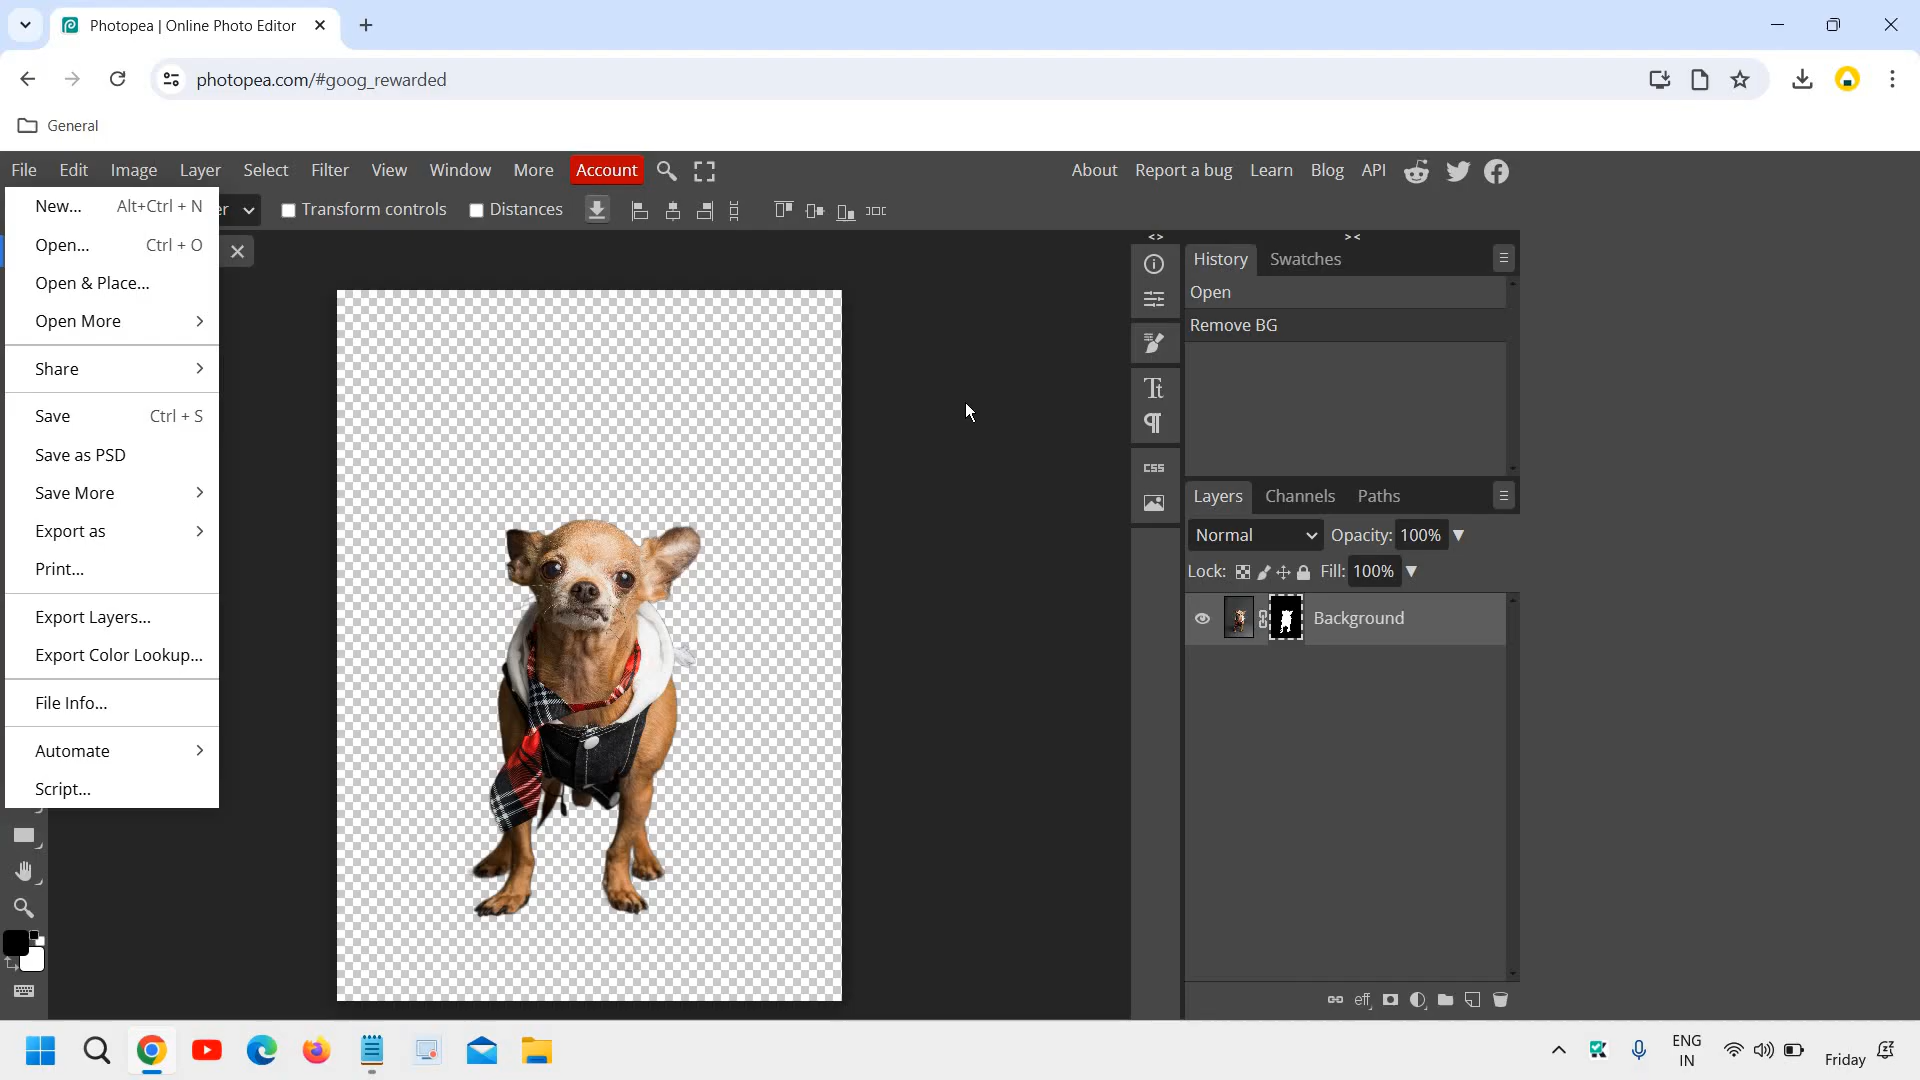 Photopea | Online Photo Editor
photopea.com/#goog_rewarded
General
File Edit Image Layer Select Filter View Window More Account About Report a bug Learn Blog API
er Transform controls Distances
New... Alt+Ctrl + N
Open... Ctrl + O
Open & Place...
Open More
Share
Save Ctrl + S
Save as PSD
Save More
Export as
Print...
Export Layers...
Export Color Lookup...
File Info...
Automate
Script...
<> ><
History Swatches
Open
Remove BG
CSS
Layers Channels Paths
Normal Opacity: 100%
Lock: Fill: 100%
Background
eff
ENG
IN
Friday